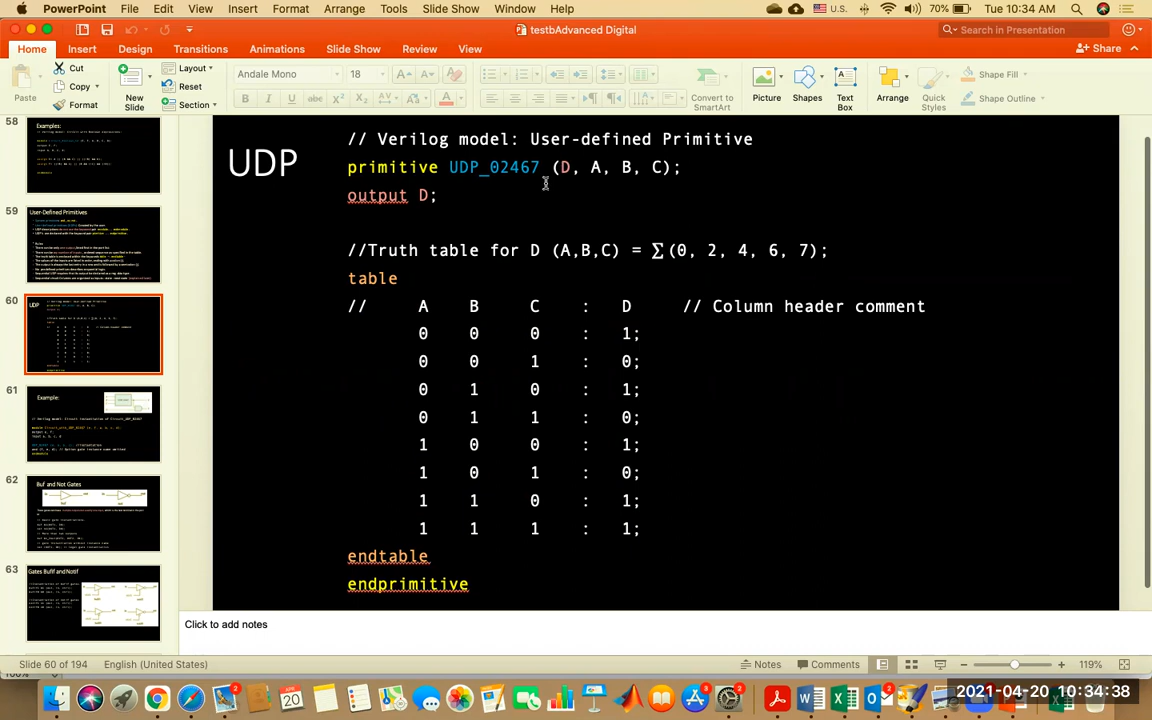 PowerPoint File Edit View Insert Format Arrange Tools Slide Show Window Help U.S. 70% Tue 10:34 AM
testbAdvanced Digital
Search in Presentation
Home Insert Design Transitions Animations Slide Show Review View Share
Paste Cut Copy Format
New Slide
Layout Reset Section
Andale Mono 18
Convert to SmartArt
Picture Shapes Text Box Arrange Quick Styles Shape Fill Shape Outline
58
Examples:
59
User-Defined Primitives
60
UDP
61
Example:
62
Buf and Not Gates
63
Gates Bufif and Notif
UDP
// Verilog model: User-defined Primitive
primitive UDP_02467 (D, A, B, C);
output D;
//Truth table for D (A,B,C) = Σ(0, 2, 4, 6, 7);
table
// A B C : D // Column header comment
0 0 0 : 1;
0 0 1 : 0;
0 1 0 : 1;
0 1 1 : 0;
1 0 0 : 1;
1 0 1 : 0;
1 1 0 : 1;
1 1 1 : 1;
endtable
endprimitive
Click to add notes
Slide 60 of 194 English (United States) Notes Comments 119%
2021-04-20 10:34:38